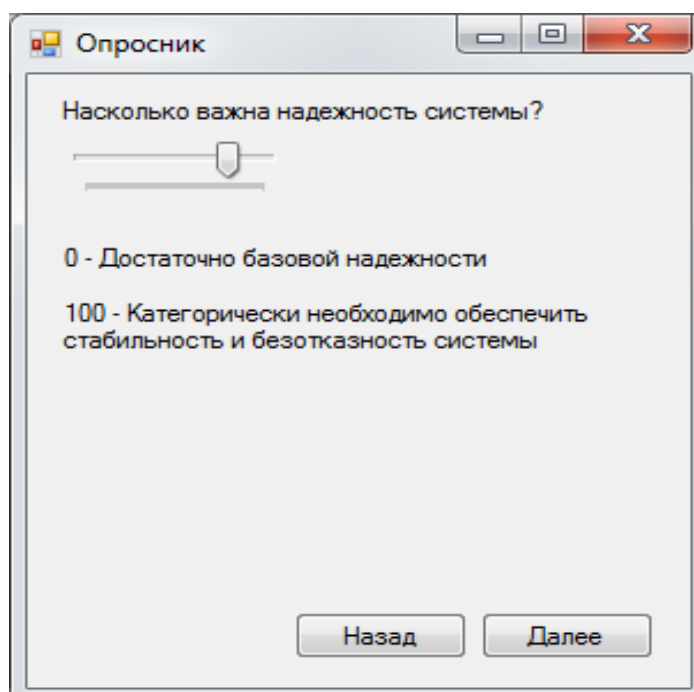 Опросник
Насколько важна надежность системы?
0 - Достаточно базовой надежности
100 - Категорически необходимо обеспечить
стабильность и безотказность системы
Назад Далее